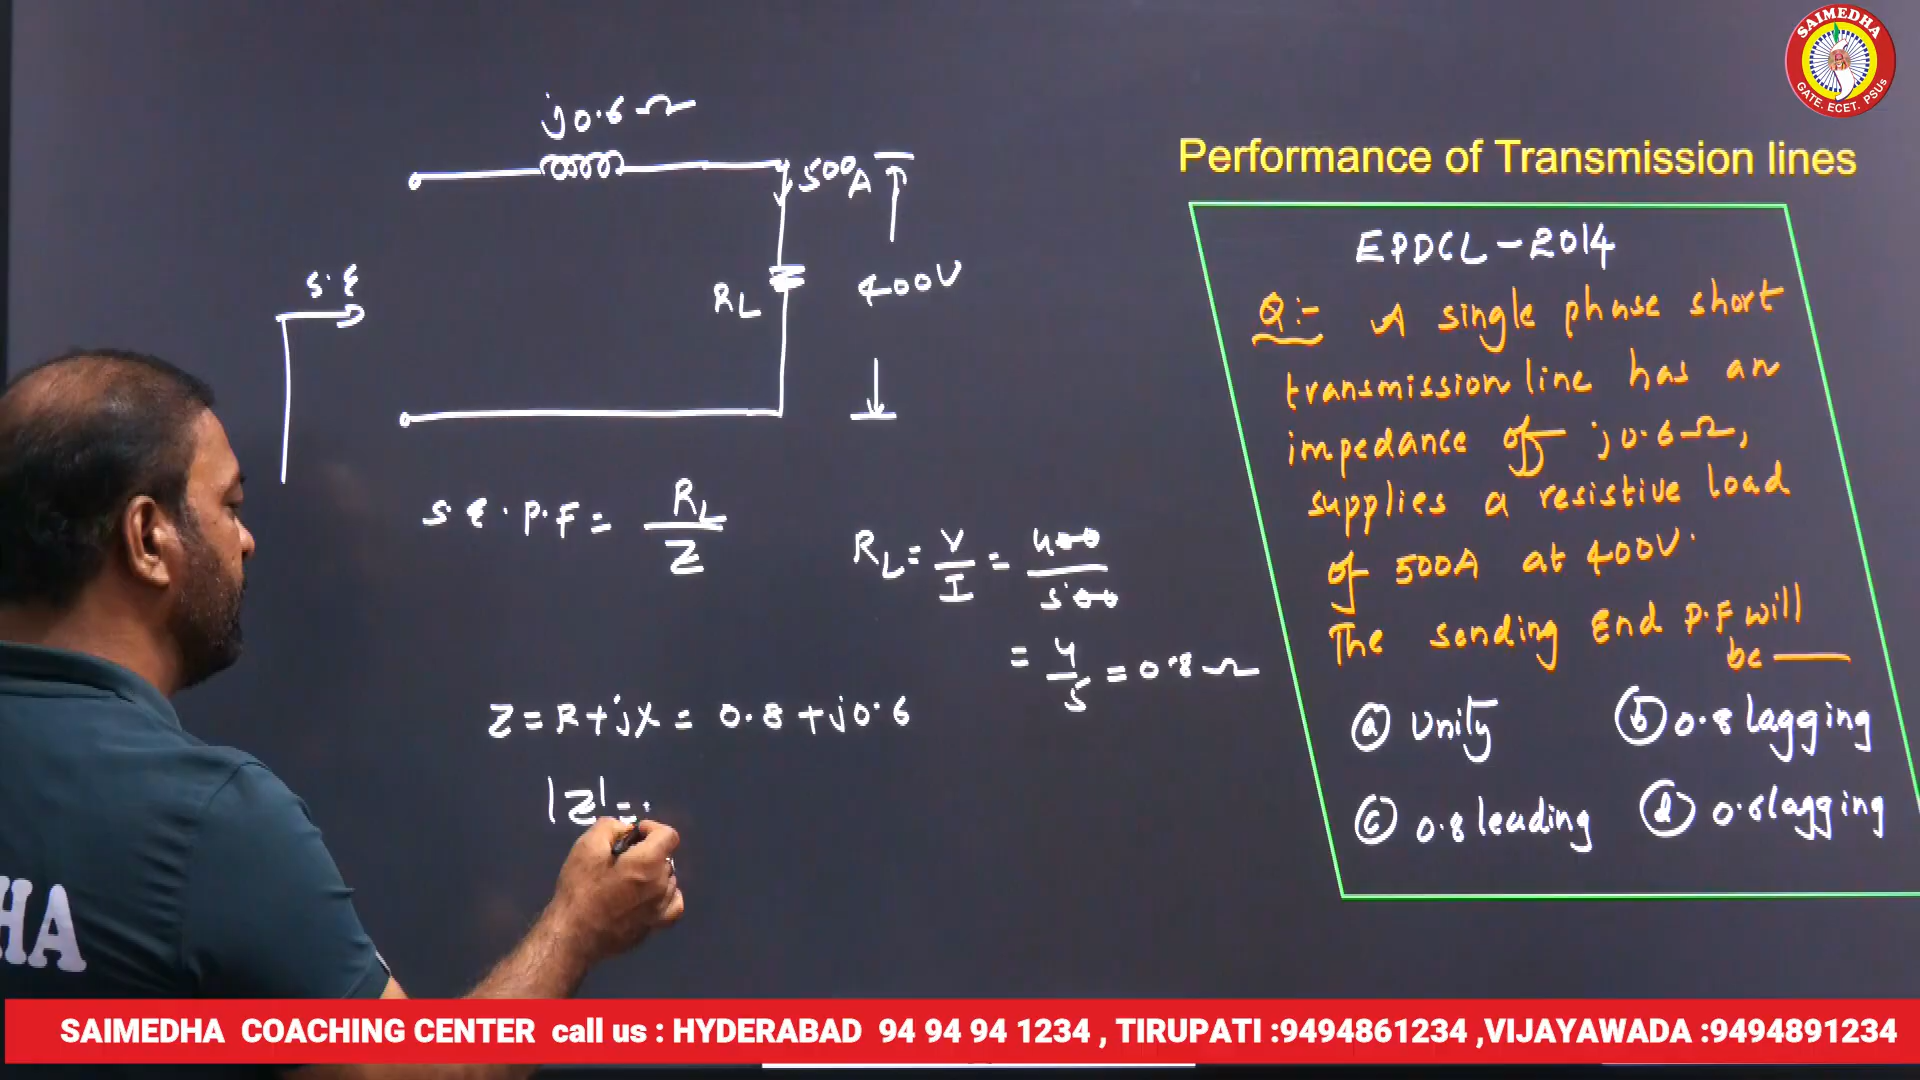 SAIMEDHA
GATE. ECET. PSUs
Performance of Transmission lines
j0.6Ω
500A
S.E
RL
400V
S.E.P.F = RL/Z
RL = V/I = 400/500
= 4/5 = 0.8Ω
Z = R + jX = 0.8 + j0.6
|Z| =
EPDCL-2014
Q:- A single phase short
transmission line has an
impedance of j0.6Ω,
supplies a resistive load
of 500A at 400V.
The sending end P.F will
be
(a) Unity (b) 0.8 lagging
(c) 0.8 leading (d) 0.6 lagging
HA
SAIMEDHA COACHING CENTER call us : HYDERABAD 94 94 94 1234 , TIRUPATI :9494861234 ,VIJAYAWADA :9494891234